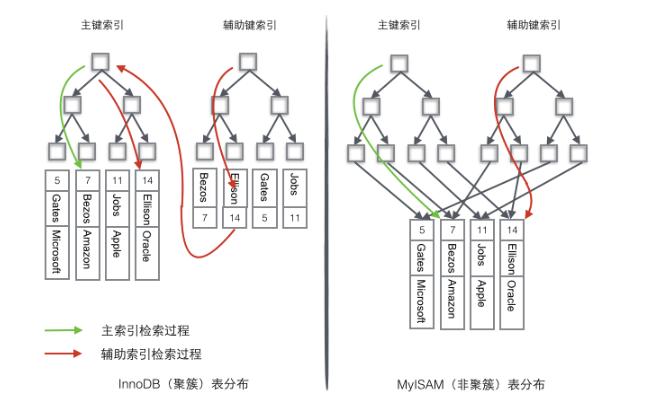 主键索引
辅助键索引
5
7
11
14
Gates
Bezos
Jobs
Ellison
Microsoft
Amazon
Apple
Oracle
Bezos
Ellison
Gates
Jobs
7
14
5
11
主索引检索过程
辅助索引检索过程
InnoDB（聚簇）表分布
主键索引
辅助键索引
5
7
11
14
Gates
Bezos
Jobs
Ellison
Microsoft
Amazon
Apple
Oracle
MyISAM（非聚簇）表分布